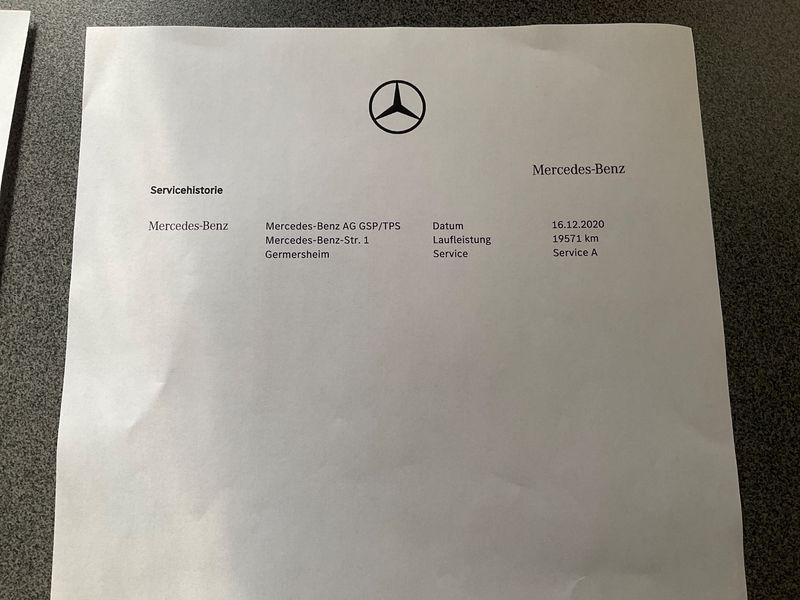 Mercedes-Benz
Servicehistorie
Mercedes-Benz Mercedes-Benz AG GSP/TPS Datum 16.12.2020
Mercedes-Benz-Str. 1 Laufleistung 19571 km
Germersheim Service Service A